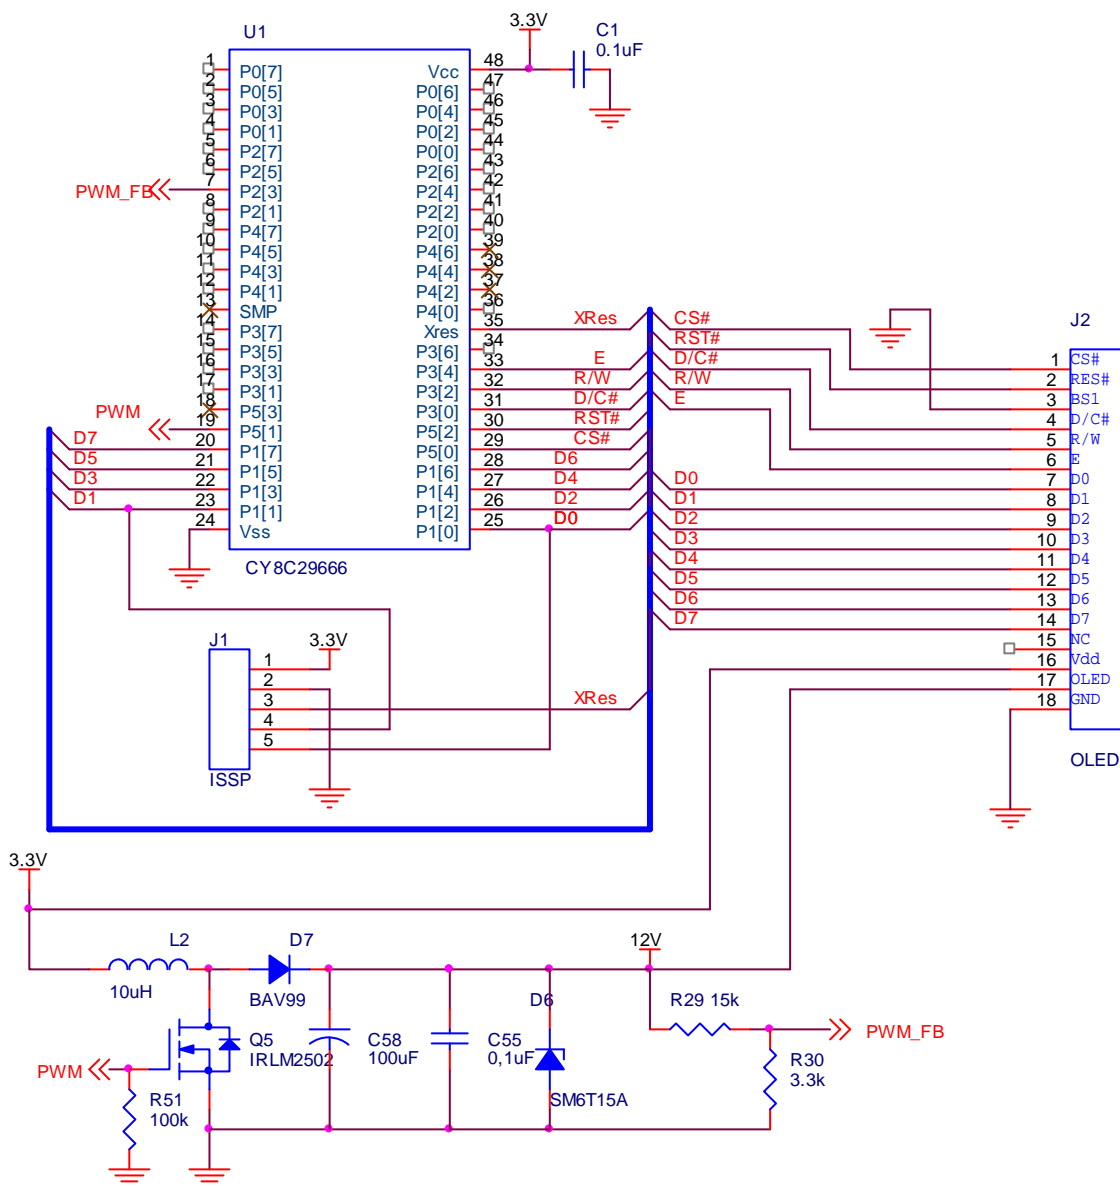 U1
3.3V
C1
0.1uF
1 P0[7]
2 P0[5]
3 P0[3]
4 P0[1]
5 P2[7]
6 P2[5]
PWM_FB 7 P2[3]
8 P2[1]
9 P4[7]
10 P4[5]
11 P4[3]
12 P4[1]
13 SMP
14 P3[7]
15 P3[5]
16 P3[3]
17 P3[1]
18 P5[3]
PWM 19 P5[1]
D7 20 P1[7]
D5 21 P1[5]
D3 22 P1[3]
D1 23 P1[1]
24 Vss
Vcc 48
P0[6] 47
P0[4] 46
P0[2] 45
P0[0] 44
P2[6] 43
P2[4] 42
P2[2] 41
P2[0] 40
P4[6] 39
P4[4] 38
P4[2] 37
P4[0] 36
Xres 35 XRes
P3[6] 34
P3[4] 33 E
P3[2] 32 R/W
P3[0] 31 D/C#
P5[2] 30 RST#
P5[0] 29 CS#
P1[6] 28 D6
P1[4] 27 D4
P1[2] 26 D2
P1[0] 25 D0
CY8C29666
CS#
RST#
D/C#
R/W
E
D0
D1
D2
D3
D4
D5
D6
D7
J2
1 CS#
2 RES#
3 BS1
4 D/C#
5 R/W
6 E
7 D0
8 D1
9 D2
10 D3
11 D4
12 D5
13 D6
14 D7
15 NC
16 Vdd
17 OLED
18 GND
OLED
J1
3.3V
1
2
3 XRes
4
5
ISSP
3.3V
L2
10uH
D7
BAV99
12V
Q5
IRLM2502
PWM
R51
100k
C58
100uF
C55
0,1uF
D6
SM6T15A
R29 15k
PWM_FB
R30
3.3k